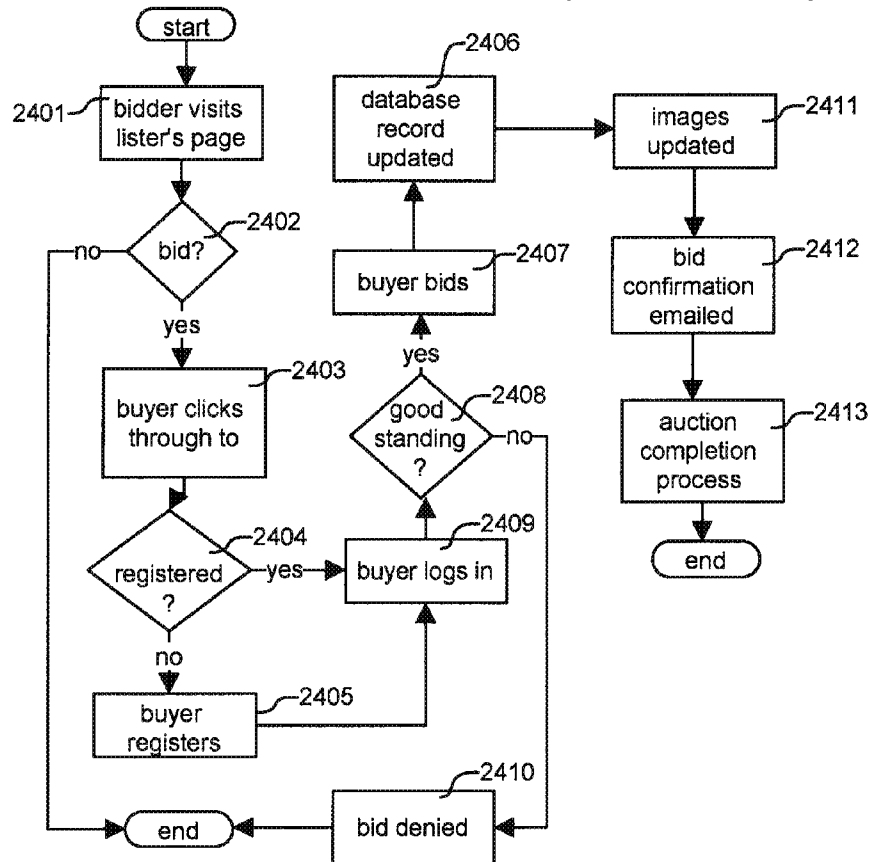 start
2401
bidder visits
lister's page
2402
bid?
no
yes
2403
buyer clicks
through to
2404
registered
?
yes
no
2405
buyer
registers
end
2406
database
record
updated
2407
buyer bids
yes
2408
good
standing
?
no
2409
buyer logs in
2410
bid denied
2411
images
updated
2412
bid
confirmation
emailed
2413
auction
completion
process
end